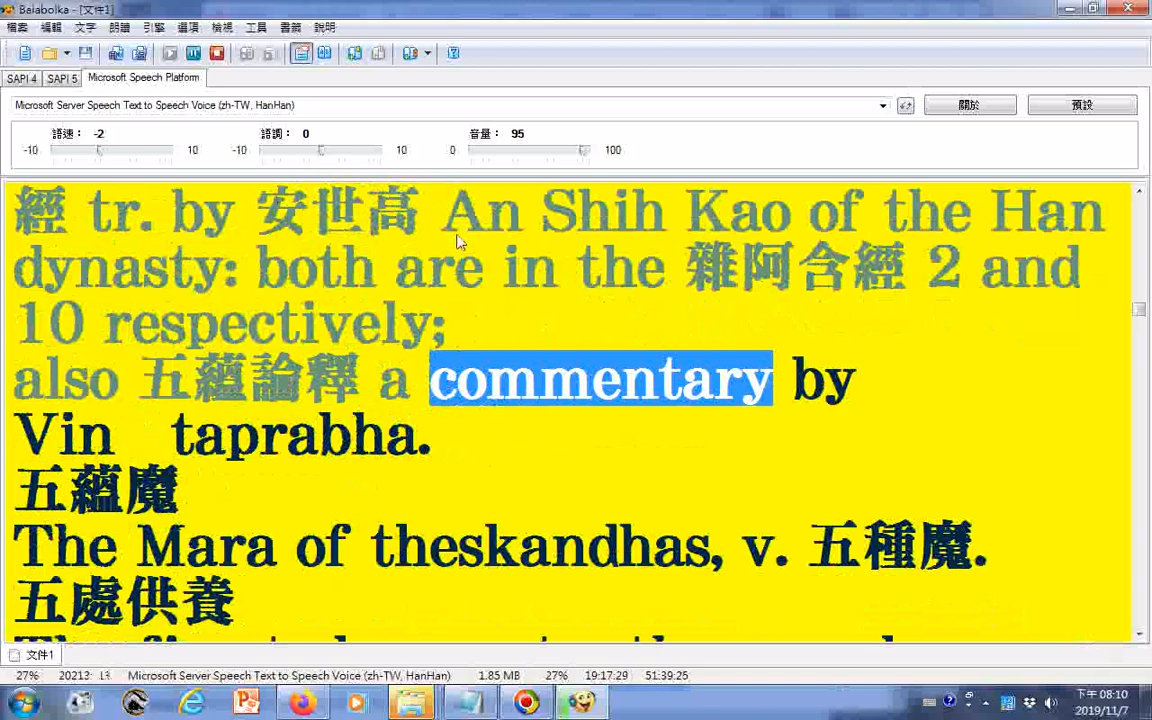 Balabolka - [文件1]
檔案 編輯 文字 朗讀 引擎 選項 檢視 工具 書籤 說明
SAPI 4 SAPI 5 Microsoft Speech Platform
Microsoft Server Speech Text to Speech Voice (zh-TW, HanHan) 關於 預設
語速： -2 語調： 0 音量： 95
-10 10 -10 10 0 100
經 tr. by 安世高 An Shih Kao of the Han
dynasty: both are in the 雜阿含經 2 and
10 respectively;
also 五蘊論釋 a commentary by
Vin taprabha.
五蘊魔
The Mara of theskandhas, v. 五種魔.
五處供養
文件1
27% 20213: 13 Microsoft Server Speech Text to Speech Voice (zh-TW, HanHan) 1.85 MB 27% 19:17:29 51:39:25
下午 08:10
2019/11/7